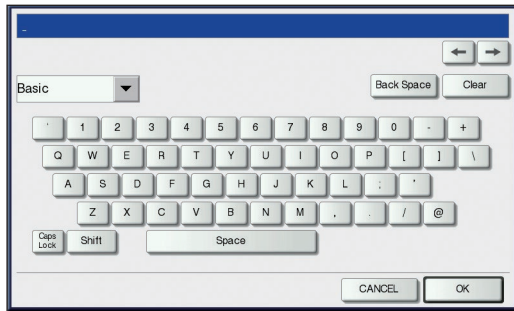 _
Basic
Back Space Clear
' 1 2 3 4 5 6 7 8 9 0 - +
Q W E R T Y U I O P [ ] \
A S D F G H J K L ; '
Z X C V B N M , . / @
Caps Lock Shift Space
CANCEL OK